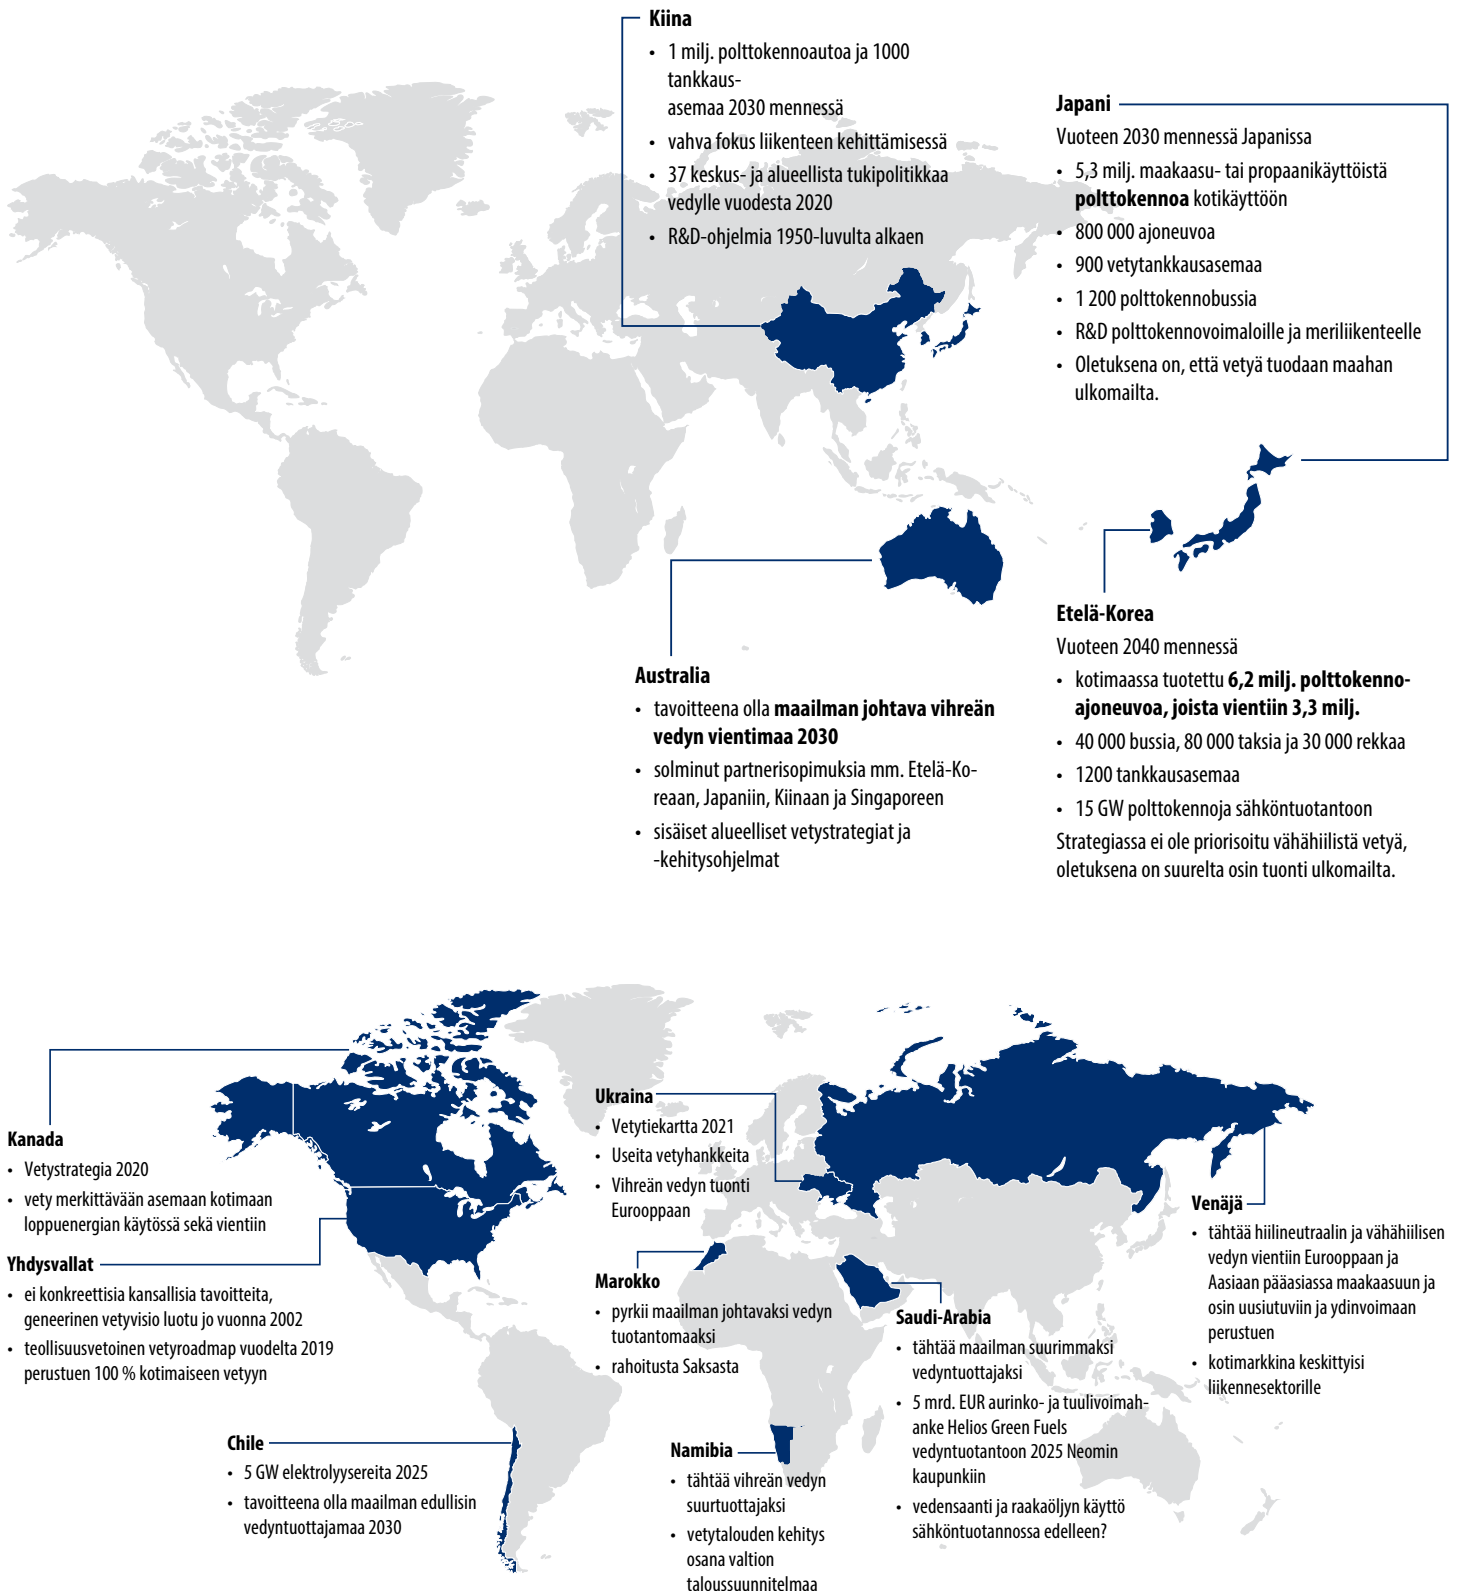 Kiina
• 1 milj. polttokennoautoa ja 1000
tankkaus-
asemaa 2030 mennessä
• vahva fokus liikenteen kehittämisessä
• 37 keskus- ja alueellista tukipolitikkaa
vedylle vuodesta 2020
• R&D-ohjelmia 1950-luvulta alkaen
Japani
Vuoteen 2030 mennessä Japanissa
• 5,3 milj. maakaasu- tai propaanikäyttöistä
polttokennoa kotikäyttöön
• 800 000 ajoneuvoa
• 900 vetytankkausasemaa
• 1 200 polttokennobussia
• R&D polttokennovoimaloille ja meriliikenteelle
• Oletuksena on, että vetyä tuodaan maahan
ulkomailta.
Australia
• tavoitteena olla maailman johtava vihreän
vedyn vientimaa 2030
• solminut partnerisopimuksia mm. Etelä-Ko-
reaan, Japaniin, Kiinaan ja Singaporeen
• sisäiset alueelliset vetystrategiat ja
-kehitysohjelmat
Etelä-Korea
Vuoteen 2040 mennessä
• kotimaassa tuotettu 6,2 milj. polttokenno-
ajoneuvoa, joista vientiin 3,3 milj.
• 40 000 bussia, 80 000 taksia ja 30 000 rekkaa
• 1200 tankkausasemaa
• 15 GW polttokennoja sähköntuotantoon
Strategiassa ei ole priorisoitu vähähiilistä vetyä,
oletuksena on suurelta osin tuonti ulkomailta.
Kanada
• Vetystrategia 2020
• vety merkittävään asemaan kotimaan
loppuenergian käytössä sekä vientiin
Yhdysvallat
• ei konkreettisia kansallisia tavoitteita,
geneerinen vetyvisio luotu jo vuonna 2002
• teollisuusvetoinen vetyroadmap vuodelta 2019
perustuen 100 % kotimaiseen vetyyn
Chile
• 5 GW elektrolyysereita 2025
• tavoitteena olla maailman edullisin
vedyntuottajamaa 2030
Ukraina
• Vetytiekartta 2021
• Useita vetyhankkeita
• Vihreän vedyn tuonti
Eurooppaan
Marokko
• pyrkii maailman johtavaksi vedyn
tuotantomaaksi
• rahoitusta Saksasta
Namibia
• tähtää vihreän vedyn
suurtuottajaksi
• vetytalouden kehitys
osana valtion
taloussuunnitelmaa
Saudi-Arabia
• tähtää maailman suurimmaksi
vedyntuottajaksi
• 5 mrd. EUR aurinko- ja tuulivoimah-
anke Helios Green Fuels
vedyntuotantoon 2025 Neomin
kaupunkiin
• vedensaanti ja raakaöljyn käyttö
sähköntuotannossa edelleen?
Venäjä
• tähtää hiilineutraalin ja vähähiilisen
vedyn vientiin Eurooppaan ja
Aasiaan pääasiassa maakaasuun ja
osin uusiutuviin ja ydinvoimaan
perustuen
• kotimarkkina keskittyisi
liikennesektorille